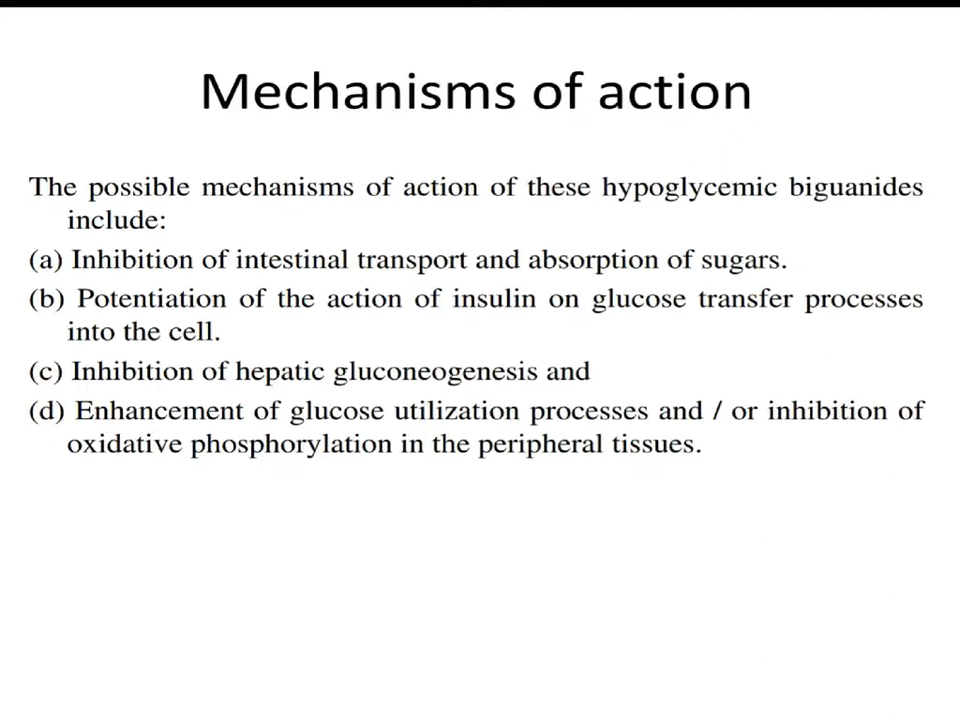 Mechanisms of action
The possible mechanisms of action of these hypoglycemic biguanides
include:
(a) Inhibition of intestinal transport and absorption of sugars.
(b) Potentiation of the action of insulin on glucose transfer processes
into the cell.
(c) Inhibition of hepatic gluconeogenesis and
(d) Enhancement of glucose utilization processes and / or inhibition of
oxidative phosphorylation in the peripheral tissues.